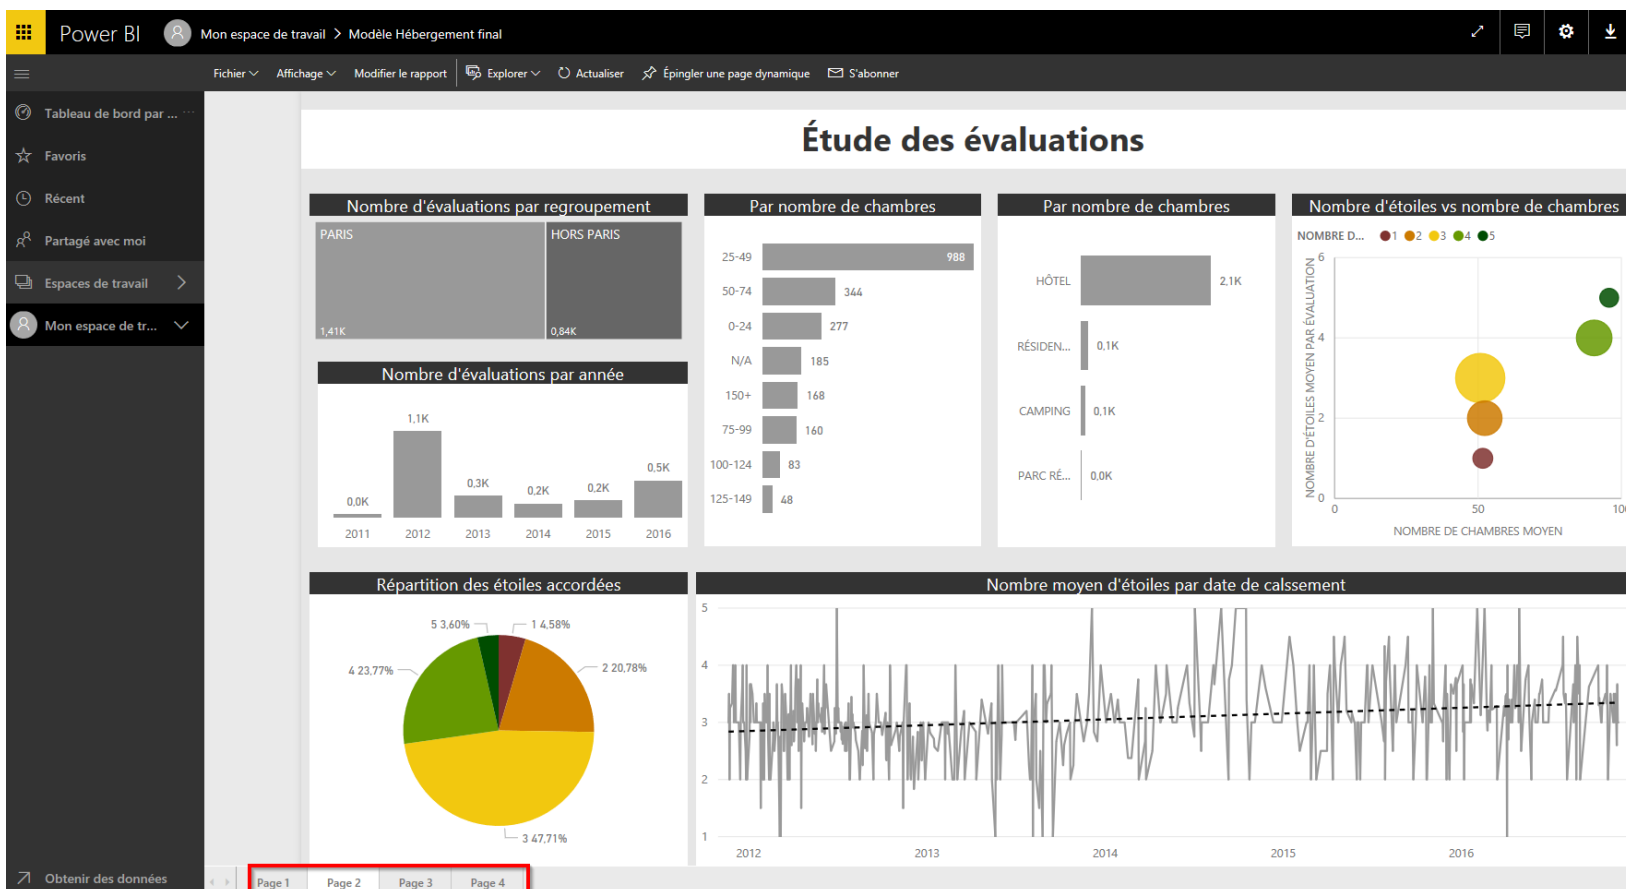 Power BI
Mon espace de travail > Modèle Hébergement final
Fichier Affichage Modifier le rapport Explorer Actualiser Épingler une page dynamique S'abonner
Tableau de bord par ... ...
Favoris
Récent
Partagé avec moi
Espaces de travail
Mon espace de tr...
Obtenir des données
Étude des évaluations
Nombre d'évaluations par regroupement
PARIS HORS PARIS
1,41K 0,84K
Nombre d'évaluations par année
0,0K 1,1K 0,3K 0,2K 0,2K 0,5K
2011 2012 2013 2014 2015 2016
Par nombre de chambres
25-49 988
50-74 344
0-24 277
N/A 185
150+ 168
75-99 160
100-124 83
125-149 48
Par nombre de chambres
HÔTEL 2,1K
RÉSIDEN... 0,1K
CAMPING 0,1K
PARC RÉ... 0,0K
Nombre d'étoiles vs nombre de chambres
NOMBRE D... 1 2 3 4 5
NOMBRE D'ÉTOILES MOYEN PAR ÉVALUATION
6
4
2
0
0 50 100
NOMBRE DE CHAMBRES MOYEN
Répartition des étoiles accordées
5 3,60% 1 4,58%
4 23,77% 2 20,78%
3 47,71%
Nombre moyen d'étoiles par date de calssement
5
4
3
2
1
2012 2013 2014 2015 2016
Page 1 Page 2 Page 3 Page 4